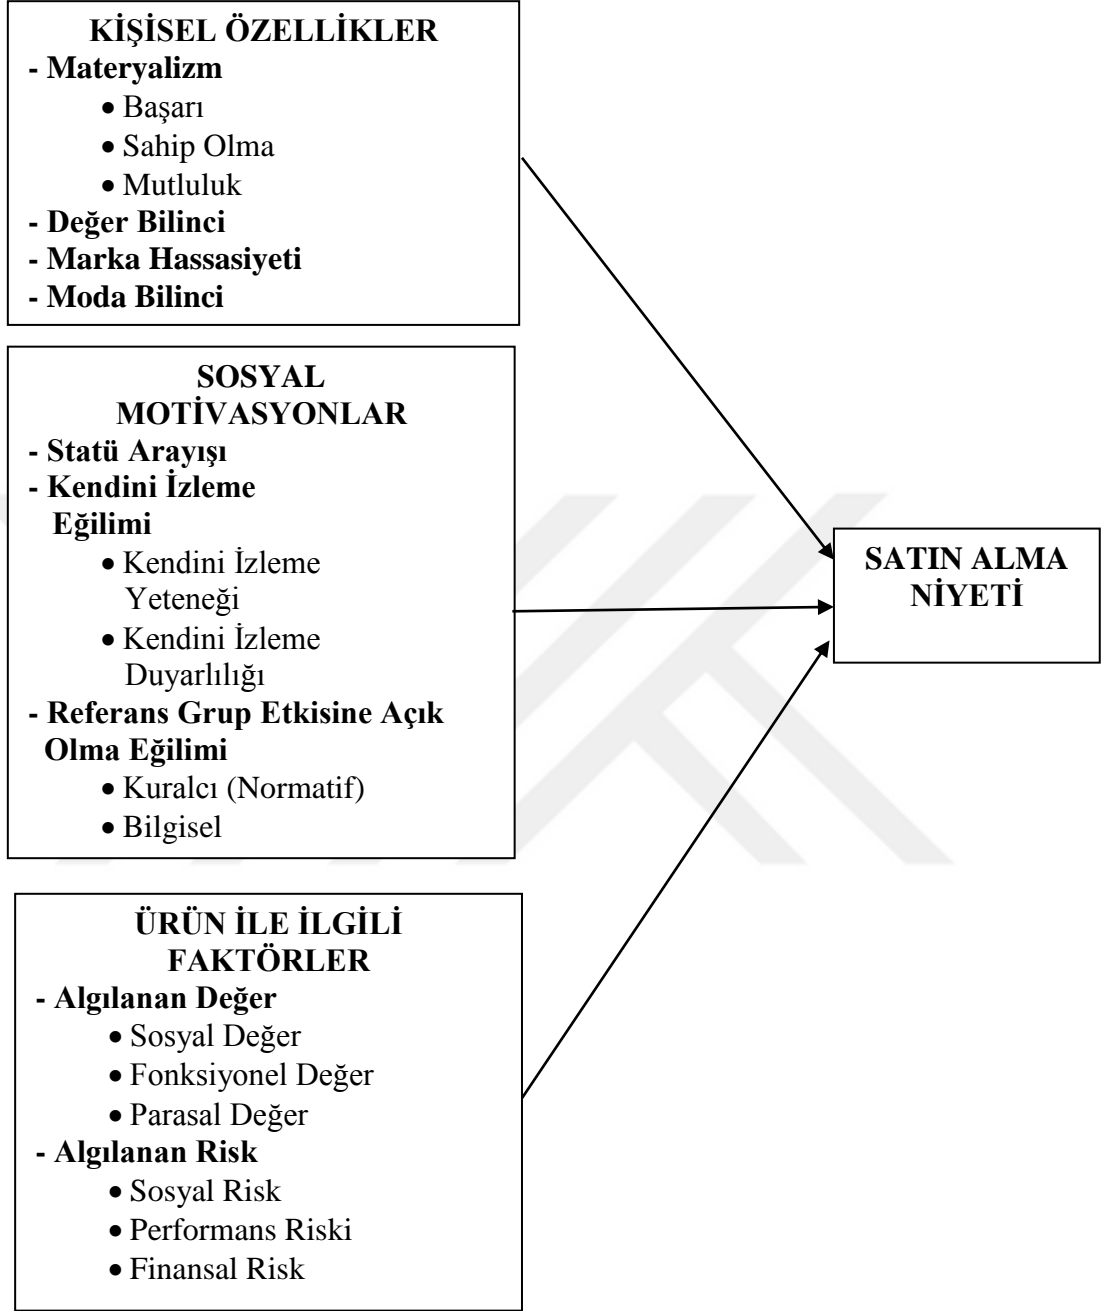 KİŞİSEL ÖZELLİKLER
- Materyalizm
• Başarı
• Sahip Olma
• Mutluluk
- Değer Bilinci
- Marka Hassasiyeti
- Moda Bilinci
SOSYAL
MOTİVASYONLAR
- Statü Arayışı
- Kendini İzleme
Eğilimi
• Kendini İzleme
Yeteneği
• Kendini İzleme
Duyarlılığı
- Referans Grup Etkisine Açık
Olma Eğilimi
• Kuralcı (Normatif)
• Bilgisel
ÜRÜN İLE İLGİLİ
FAKTÖRLER
- Algılanan Değer
• Sosyal Değer
• Fonksiyonel Değer
• Parasal Değer
- Algılanan Risk
• Sosyal Risk
• Performans Riski
• Finansal Risk
SATIN ALMA
NİYETİ